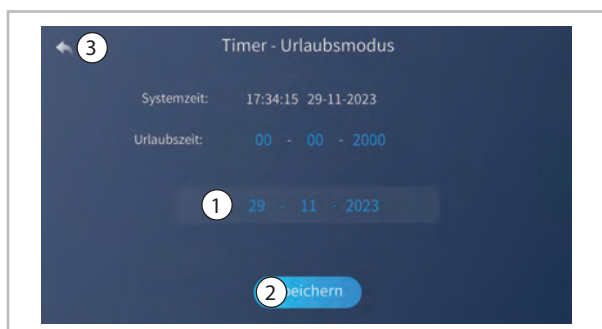 3 Timer - Urlaubsmodus
Systemzeit: 17:34:15 29-11-2023
Urlaubszeit: 00 - 00 - 2000
1 29 - 11 - 2023
2 peichern